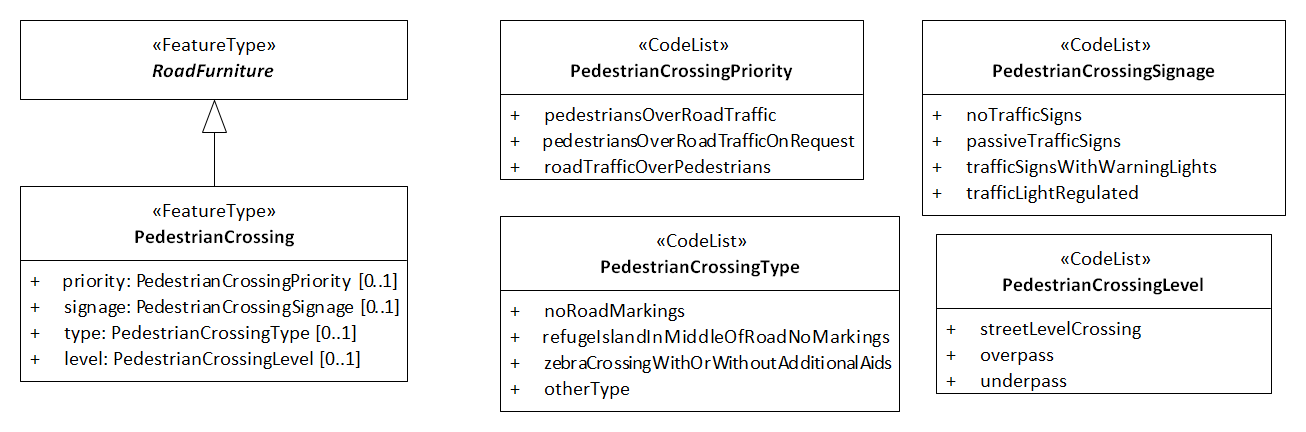 «FeatureType»
RoadFurniture
«FeatureType»
PedestrianCrossing
+ priority: PedestrianCrossingPriority [0..1]
+ signage: PedestrianCrossingSignage [0..1]
+ type: PedestrianCrossingType [0..1]
+ level: PedestrianCrossingLevel [0..1]
«CodeList»
PedestrianCrossingPriority
+ pedestriansOverRoadTraffic
+ pedestriansOverRoadTrafficOnRequest
+ roadTrafficOverPedestrians
«CodeList»
PedestrianCrossingType
+ noRoadMarkings
+ refugeIslandInMiddleOfRoadNoMarkings
+ zebraCrossingWithOrWithoutAdditionalAids
+ otherType
«CodeList»
PedestrianCrossingSignage
+ noTrafficSigns
+ passiveTrafficSigns
+ trafficSignsWithWarningLights
+ trafficLightRegulated
«CodeList»
PedestrianCrossingLevel
+ streetLevelCrossing
+ overpass
+ underpass